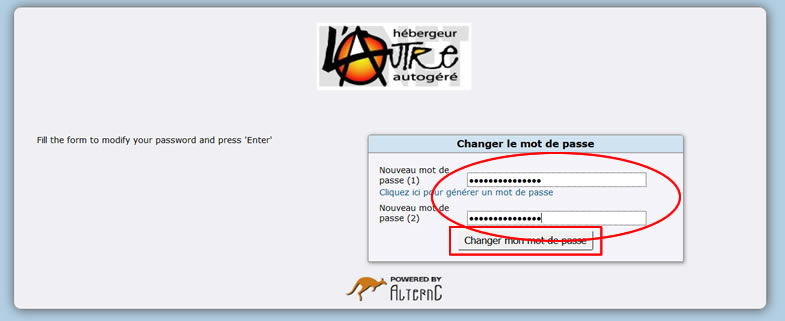 hébergeur
L'AUTRE
NET
autogéré
Fill the form to modify your password and press 'Enter'
Changer le mot de passe
Nouveau mot de
passe (1)
•••••••••••••••
Cliquez ici pour générer un mot de passe
Nouveau mot de
passe (2)
•••••••••••••••
Changer mon mot de passe
POWERED BY
ALTERNC